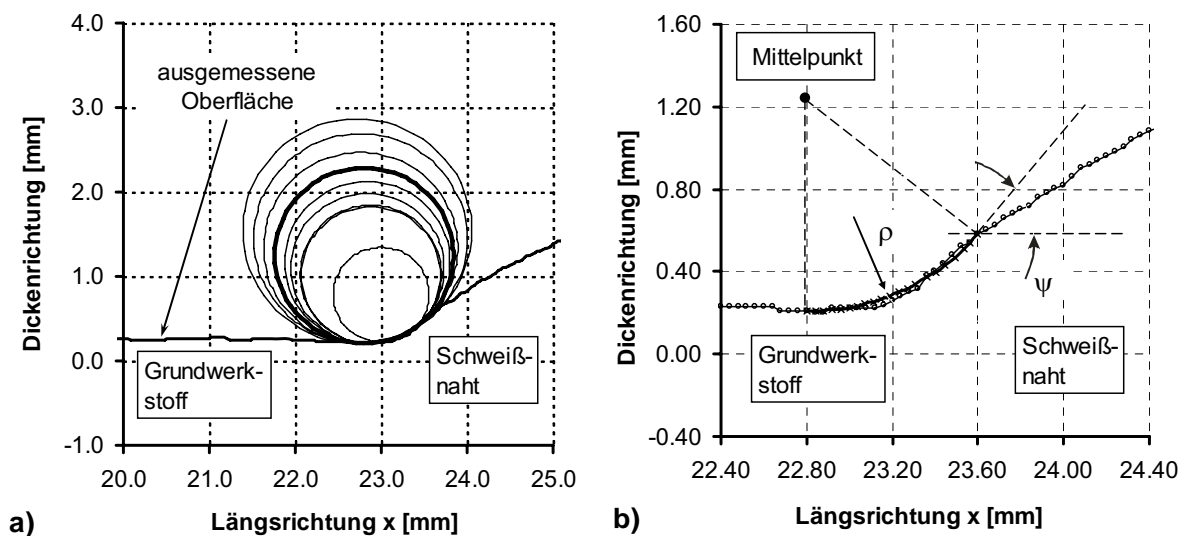 4.0
3.0
2.0
1.0
0.0
-1.0
Dickenrichtung [mm]
ausgemessene
Oberfläche
Grundwerk-
stoff
Schweiß-
naht
20.0 21.0 22.0 23.0 24.0 25.0
a) Längsrichtung x [mm]
1.60
1.20
0.80
0.40
0.00
-0.40
Dickenrichtung [mm]
Mittelpunkt
ρ
ψ
Grundwerk-
stoff
Schweiß-
naht
22.40 22.80 23.20 23.60 24.00 24.40
b) Längsrichtung x [mm]